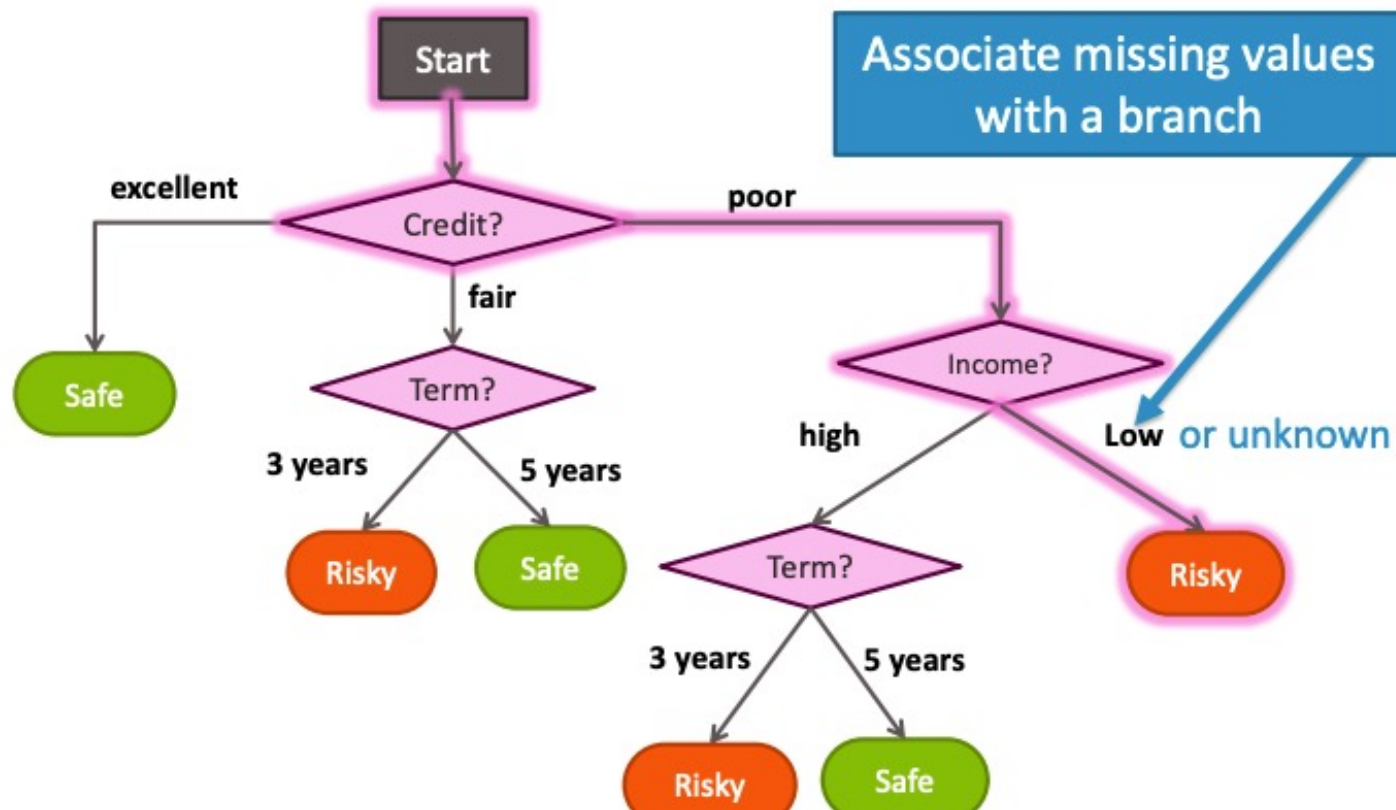 Start
Associate missing values
with a branch
excellent
poor
Credit?
fair
Safe
Term?
Income?
3 years
5 years
high
Low or unknown
Risky
Safe
Term?
Risky
3 years
5 years
Risky
Safe